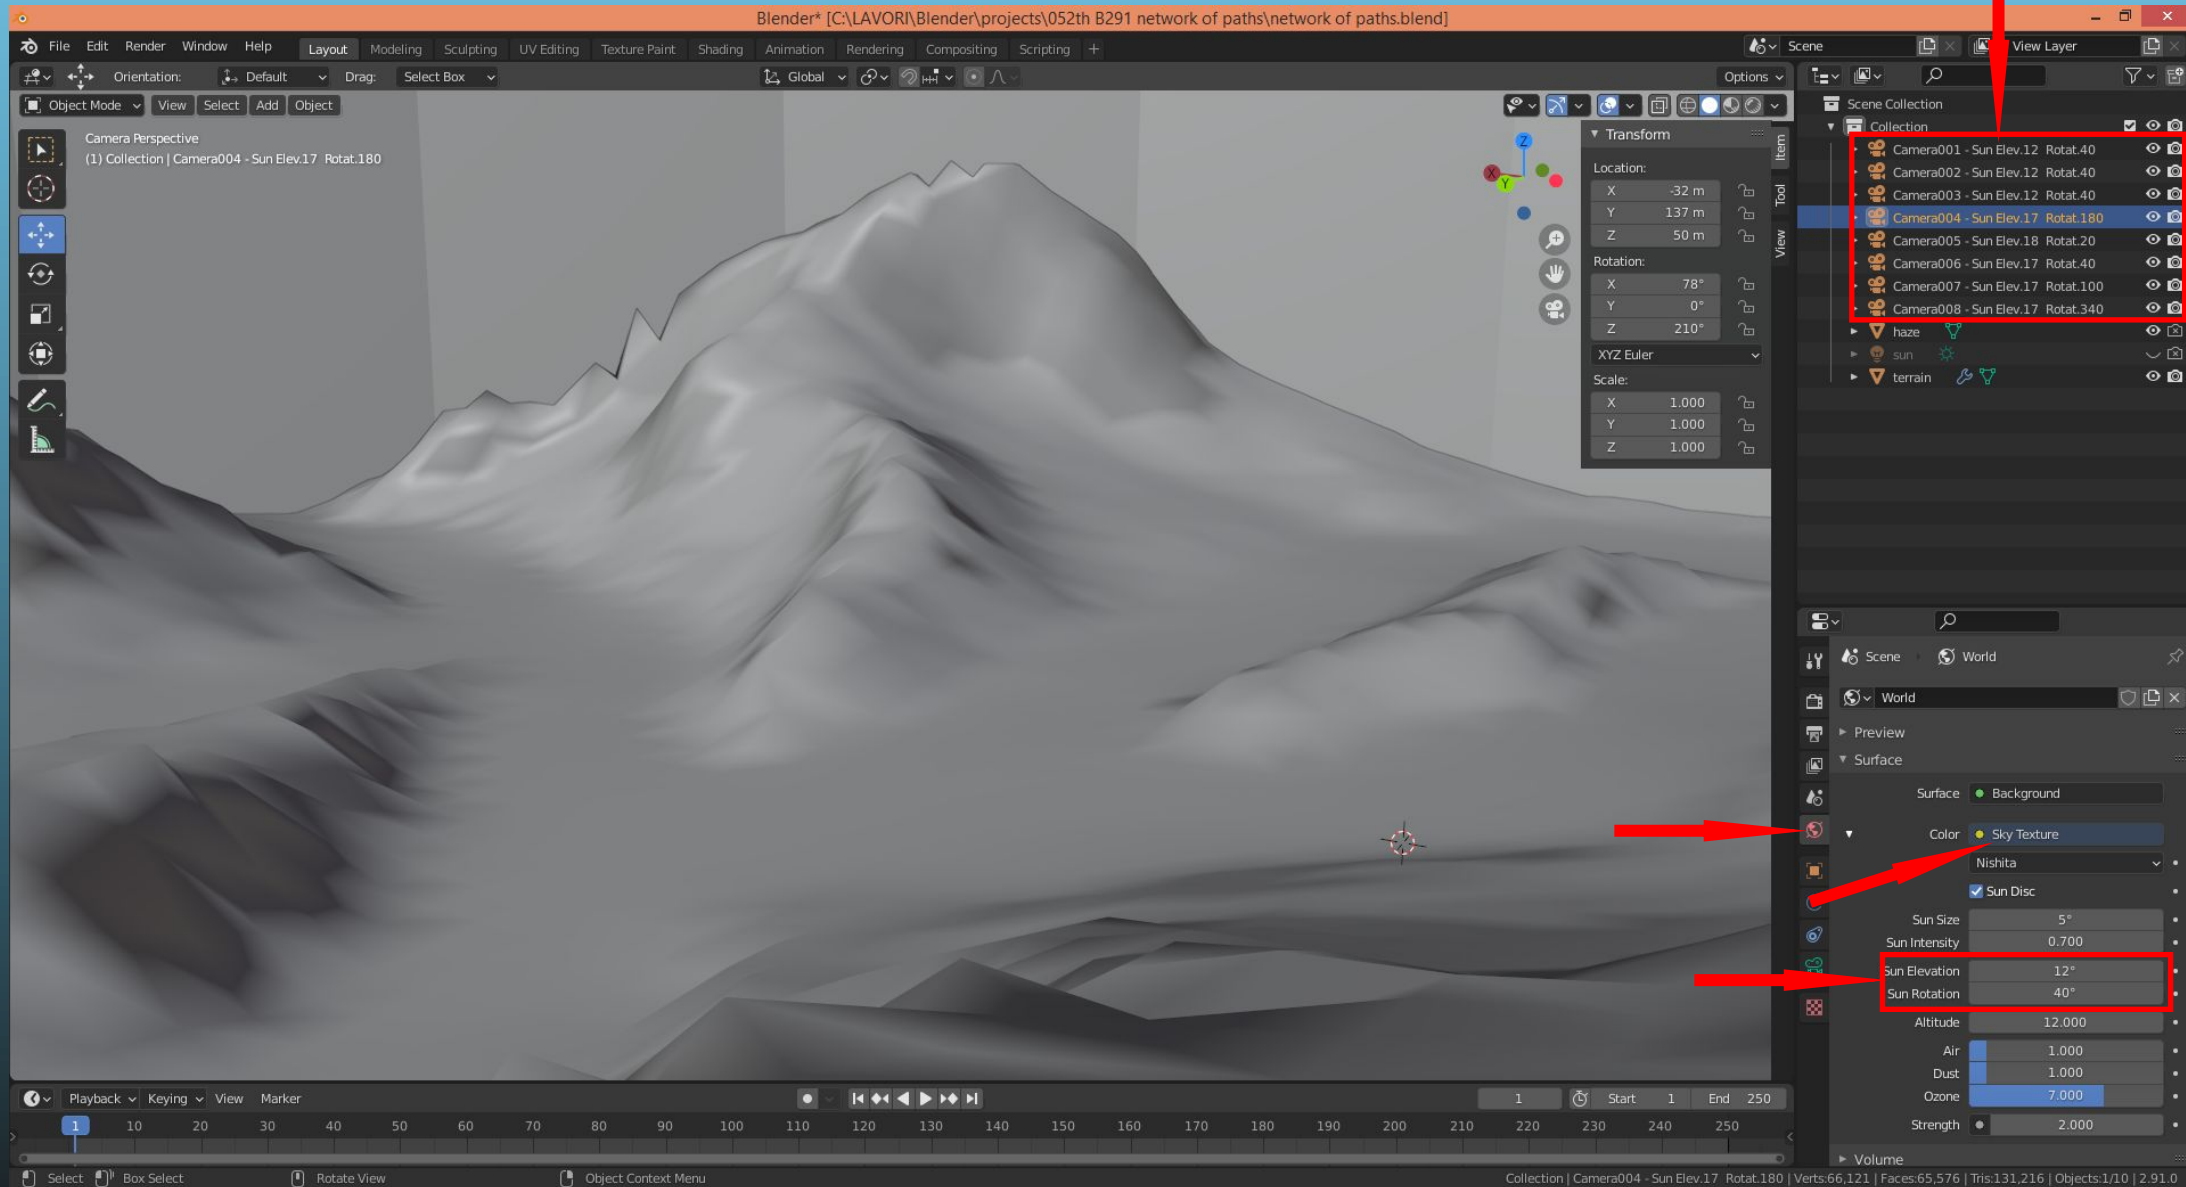 Blender* [C:\LAVORI\Blender\projects\052th B291 network of paths\network of paths.blend]
File Edit Render Window Help Layout Modeling Sculpting UV Editing Texture Paint Shading Animation Rendering Compositing Scripting + Scene View Layer
Orientation: Default Drag: Select Box Global Options
Object Mode View Select Add Object
Camera Perspective
(1) Collection | Camera004 - Sun Elev.17 Rotat.180
Z
X
Y
Transform
Location:
X -32 m
Y 137 m
Z 50 m
Rotation:
X 78°
Y 0°
Z 210°
XYZ Euler
Scale:
X 1.000
Y 1.000
Z 1.000
Item
Tool
View
Scene Collection
Collection
Camera001 - Sun Elev.12 Rotat.40
Camera002 - Sun Elev.12 Rotat.40
Camera003 - Sun Elev.12 Rotat.40
Camera004 - Sun Elev.17 Rotat.180
Camera005 - Sun Elev.18 Rotat.20
Camera006 - Sun Elev.17 Rotat.40
Camera007 - Sun Elev.17 Rotat.100
Camera008 - Sun Elev.17 Rotat.340
haze
sun
terrain
Scene World
World
Preview
Surface
Surface Background
Color Sky Texture
Nishita
Sun Disc
Sun Size 5°
Sun Intensity 0.700
Sun Elevation 12°
Sun Rotation 40°
Altitude 12.000
Air 1.000
Dust 1.000
Ozone 7.000
Strength 2.000
Volume
Playback Keying View Marker 1 Start 1 End 250
1 10 20 30 40 50 60 70 80 90 100 110 120 130 140 150 160 170 180 190 200 210 220 230 240 250
Select Box Select Rotate View Object Context Menu Collection | Camera004 - Sun Elev.17 Rotat.180 | Verts:66,121 | Faces:65,576 | Tris:131,216 | Objects:1/10 | 2.91.0